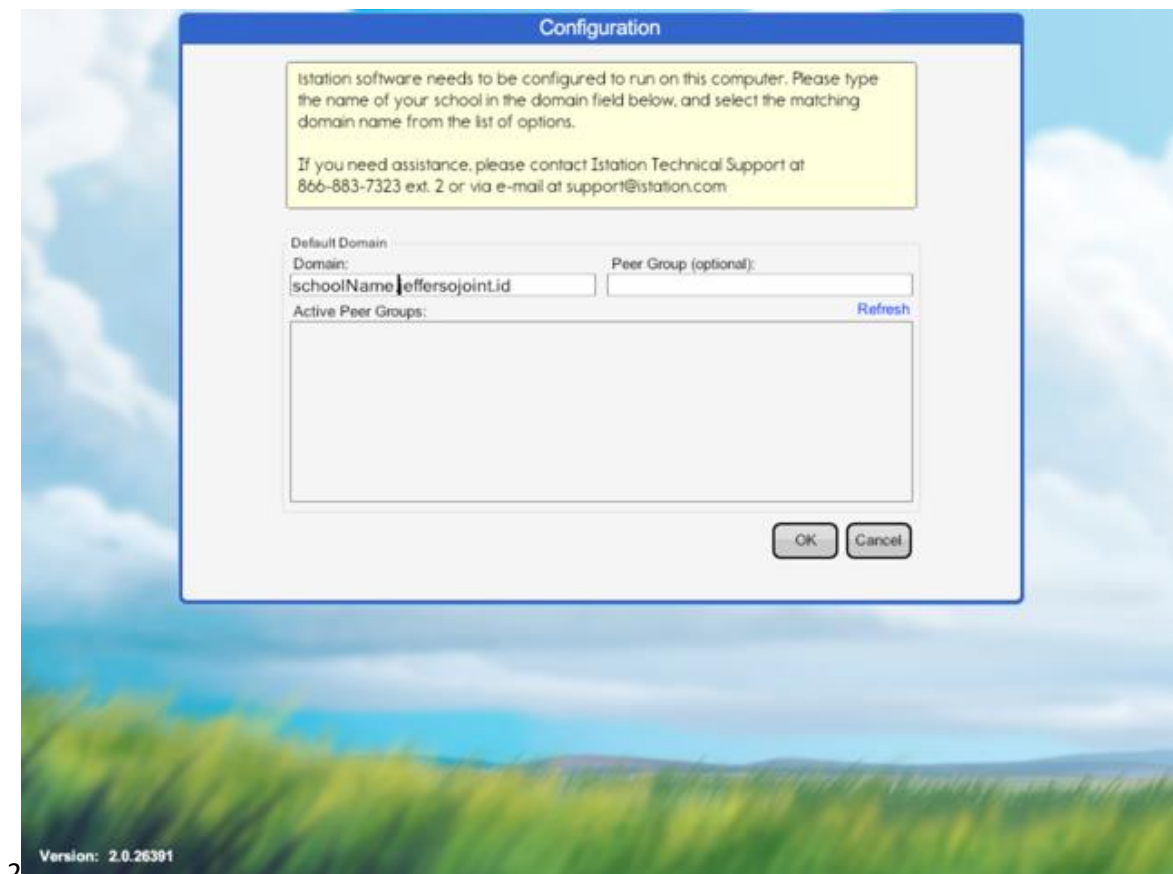 Configuration
Istation software needs to be configured to run on this computer. Please type
the name of your school in the domain field below, and select the matching
domain name from the list of options.
If you need assistance, please contact Istation Technical Support at
866-883-7323 ext. 2 or via e-mail at support@istation.com
Default Domain
Domain: Peer Group (optional):
schoolName.jeffersojoint.id
Active Peer Groups: Refresh
OK Cancel
Version: 2.0.26391
2